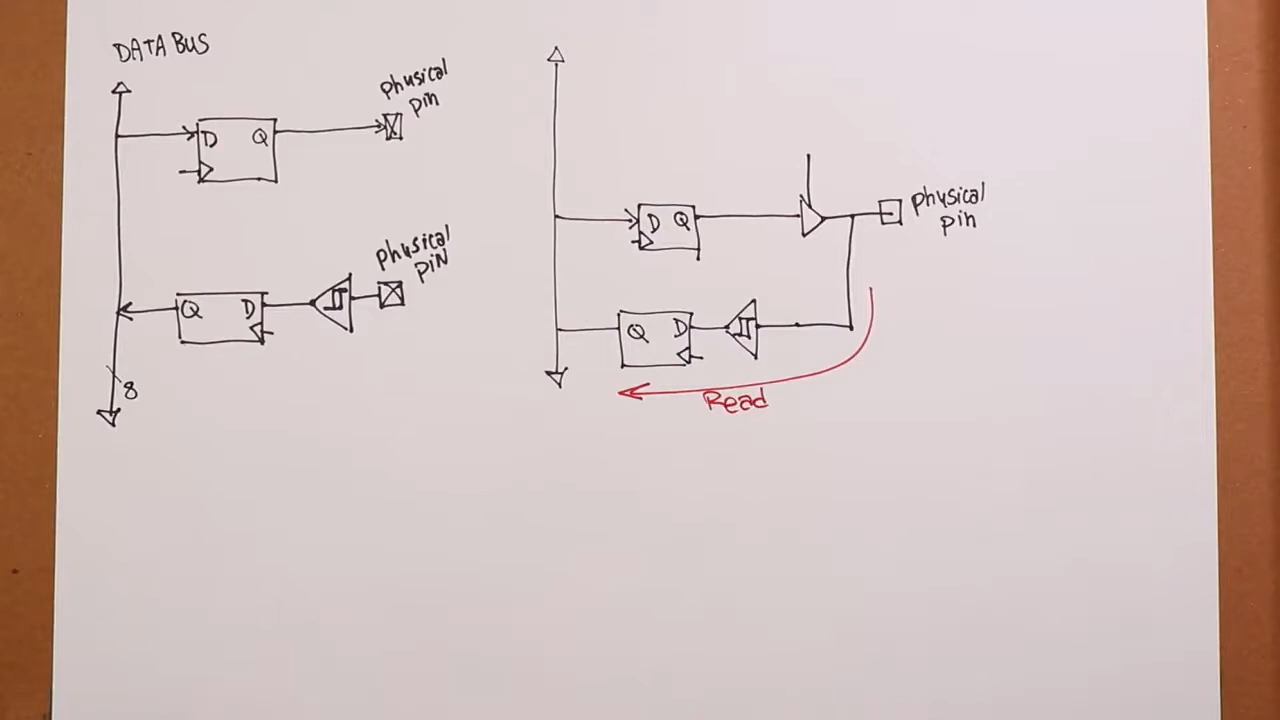 DATA BUS
physical
pin
D Q
physical
piN
Q D
8
physical
pin
D Q
Q D
Read